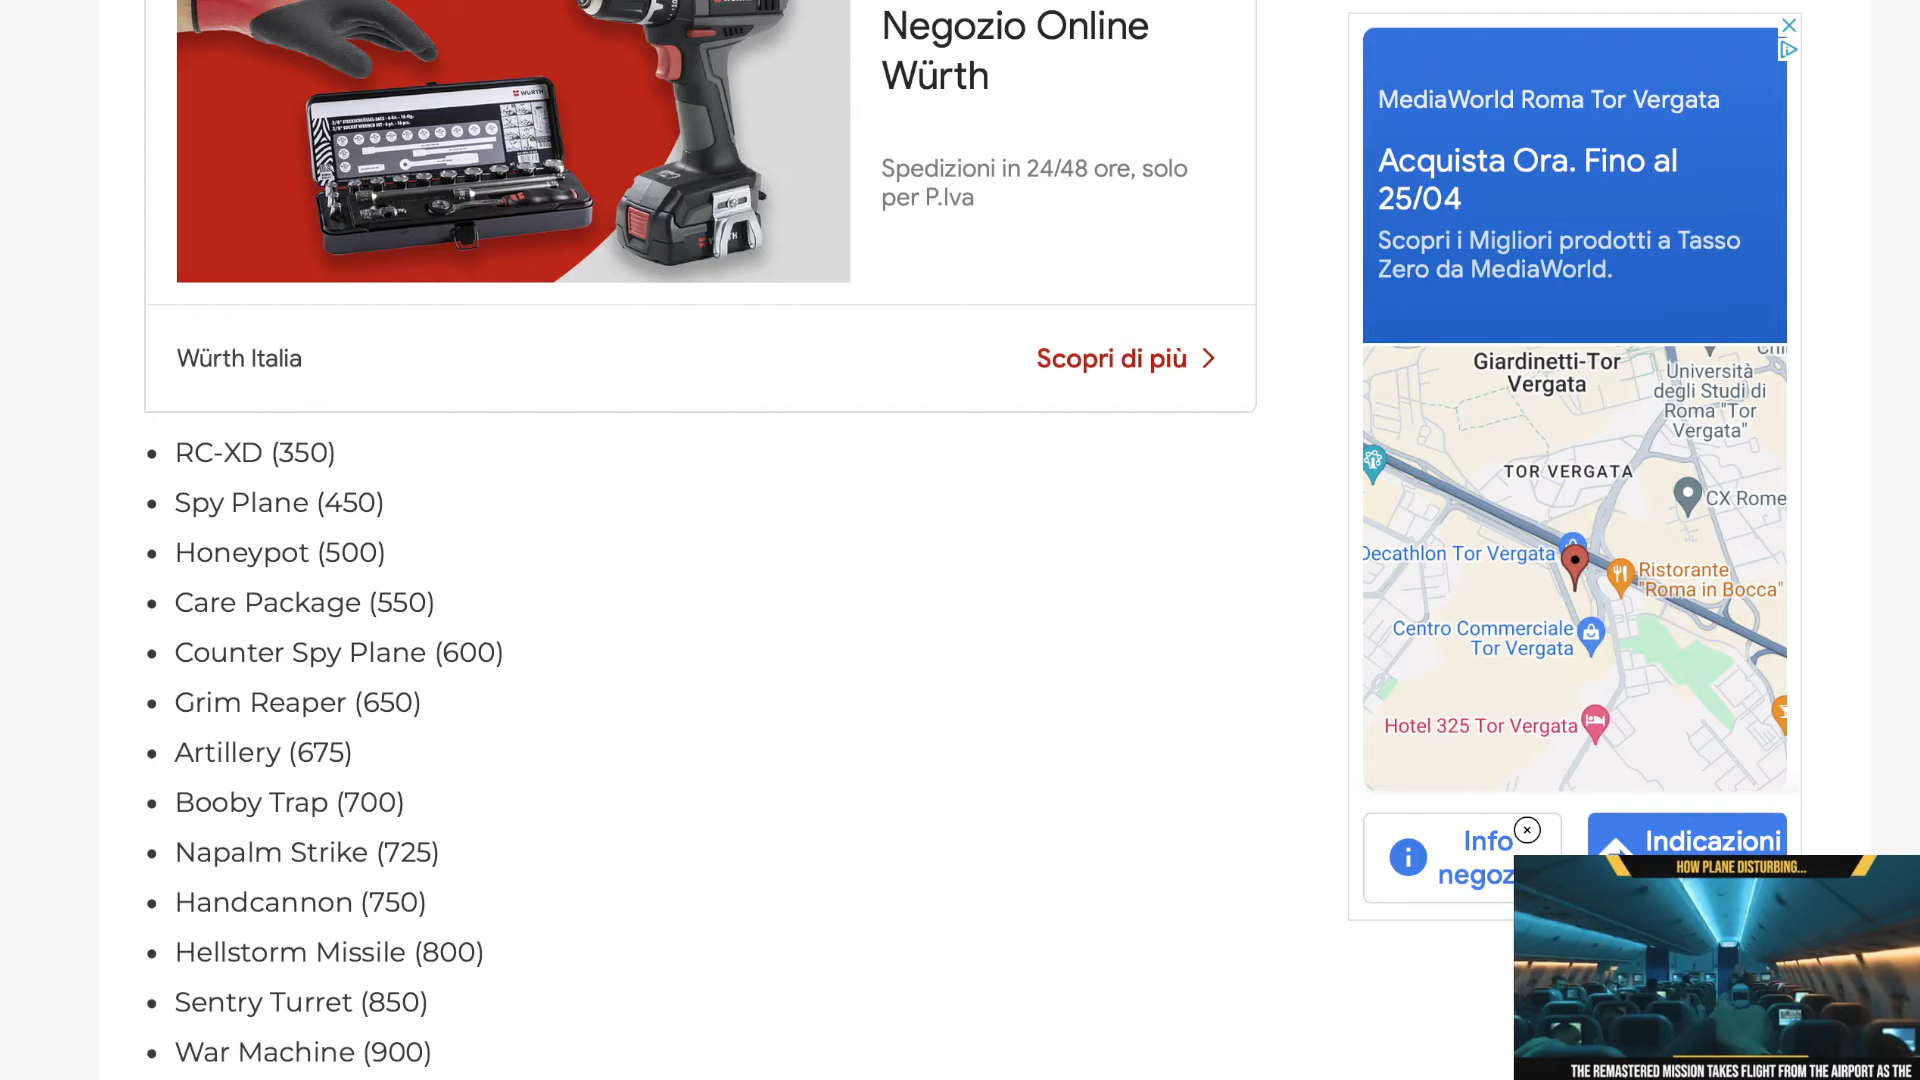 Negozio Online
Würth
WÜRTH
Spedizioni in 24/48 ore, solo
per P.Iva
Würth Italia
Scopri di più
RC-XD (350)
Spy Plane (450)
Honeypot (500)
Care Package (550)
Counter Spy Plane (600)
Grim Reaper (650)
Artillery (675)
Booby Trap (700)
Napalm Strike (725)
Handcannon (750)
Hellstorm Missile (800)
Sentry Turret (850)
War Machine (900)
MediaWorld Roma Tor Vergata
Acquista Ora. Fino al
25/04
Scopri i Migliori prodotti a Tasso
Zero da MediaWorld.
Giardinetti-Tor
Vergata
Università
degli Studi di
Roma "Tor
Vergata"
TOR VERGATA
CX Rome
Decathlon Tor Vergata
Ristorante
"Roma in Bocca"
Centro Commerciale
Tor Vergata
Hotel 325 Tor Vergata
Info
negoz
Indicazioni
HOW PLANE DISTURBING...
THE REMASTERED MISSION TAKES FLIGHT FROM THE AIRPORT AS THE